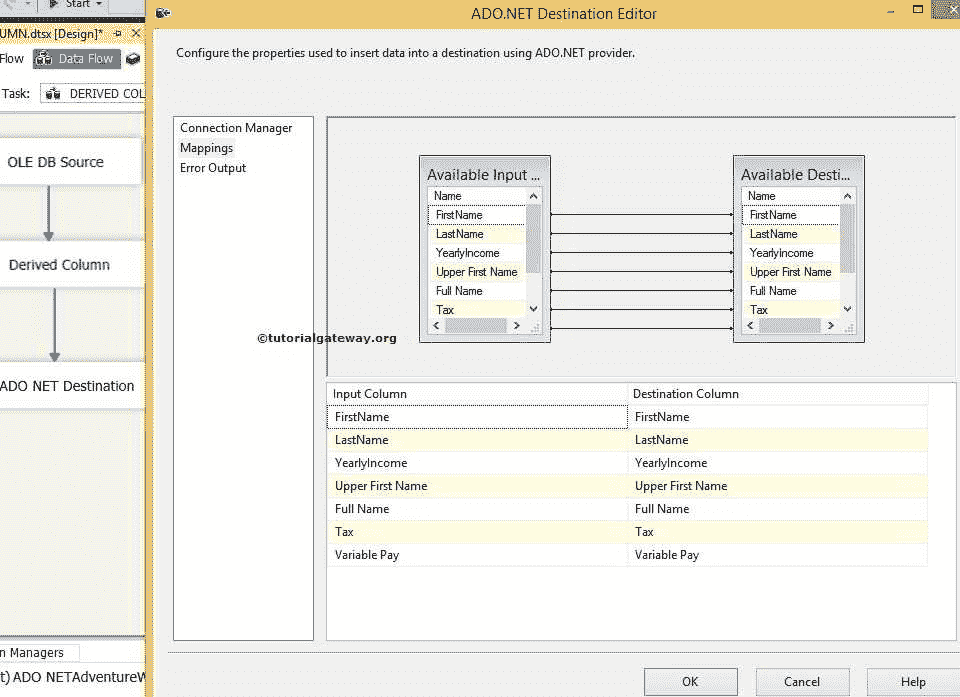 Start
ADO.NET Destination Editor
UMN.dtsx [Design]*
Flow
Data Flow
Configure the properties used to insert data into a destination using ADO.NET provider.
Task:
DERIVED COL
Connection Manager
Mappings
Error Output
OLE DB Source
Derived Column
ADO NET Destination
Available Input ...
Name
FirstName
LastName
YearlyIncome
Upper First Name
Full Name
Tax
Available Desti...
Name
FirstName
LastName
YearlyIncome
Upper First Name
Full Name
Tax
©tutorialgateway.org
Input Column Destination Column
FirstName FirstName
LastName LastName
YearlyIncome YearlyIncome
Upper First Name Upper First Name
Full Name Full Name
Tax Tax
Variable Pay Variable Pay
n Managers
t) ADO NETAdventureW
OK Cancel Help